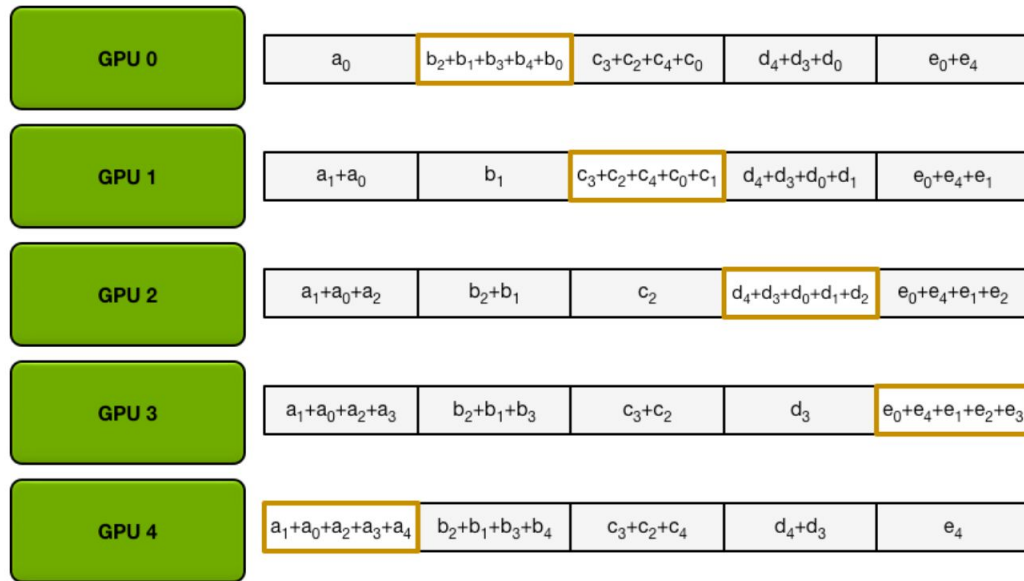 GPU 0 a₀ b₂+b₁+b₃+b₄+b₀ c₃+c₂+c₄+c₀ d₄+d₃+d₀ e₀+e₄
GPU 1 a₁+a₀ b₁ c₃+c₂+c₄+c₀+c₁ d₄+d₃+d₀+d₁ e₀+e₄+e₁
GPU 2 a₁+a₀+a₂ b₂+b₁ c₂ d₄+d₃+d₀+d₁+d₂ e₀+e₄+e₁+e₂
GPU 3 a₁+a₀+a₂+a₃ b₂+b₁+b₃ c₃+c₂ d₃ e₀+e₄+e₁+e₂+e₃
GPU 4 a₁+a₀+a₂+a₃+a₄ b₂+b₁+b₃+b₄ c₃+c₂+c₄ d₄+d₃ e₄